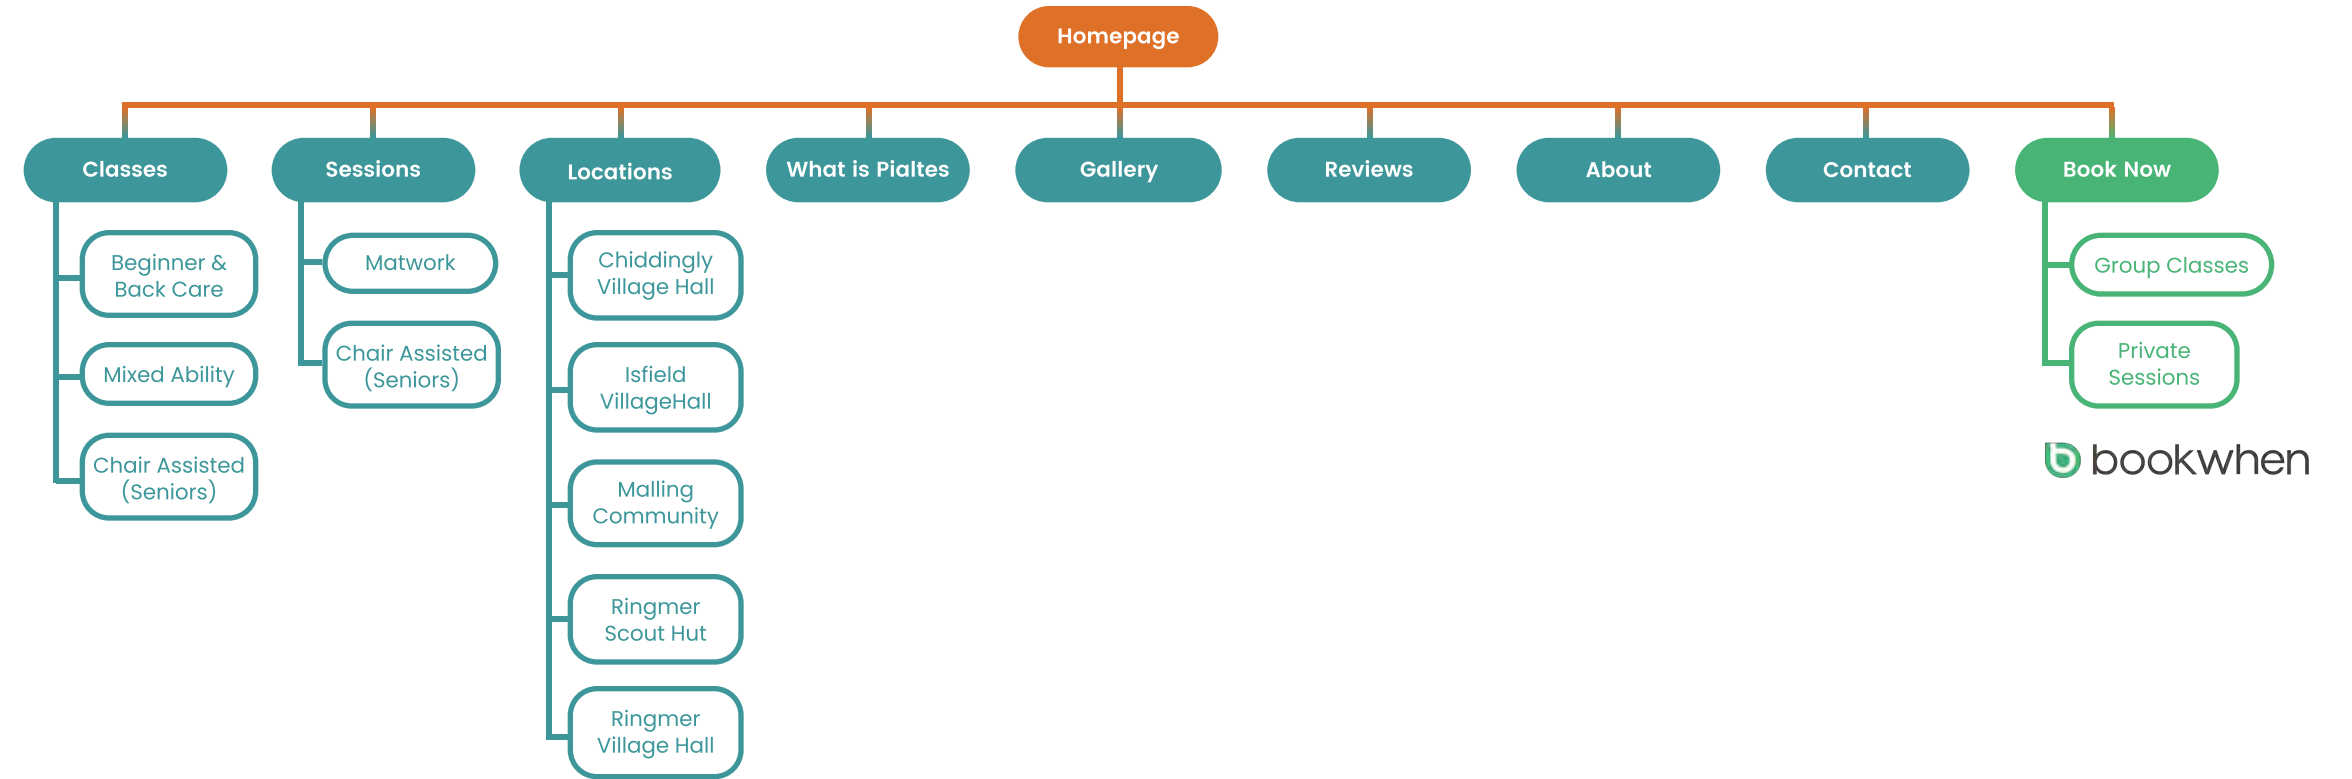 Homepage
Classes
Sessions
Locations
What is Pialtes
Gallery
Reviews
About
Contact
Book Now
Beginner &
Back Care
Mixed Ability
Chair Assisted
(Seniors)
Matwork
Chair Assisted
(Seniors)
Chiddingly
Village Hall
Isfield
VillageHall
Malling
Community
Ringmer
Scout Hut
Ringmer
Village Hall
Group Classes
Private
Sessions
bookwhen